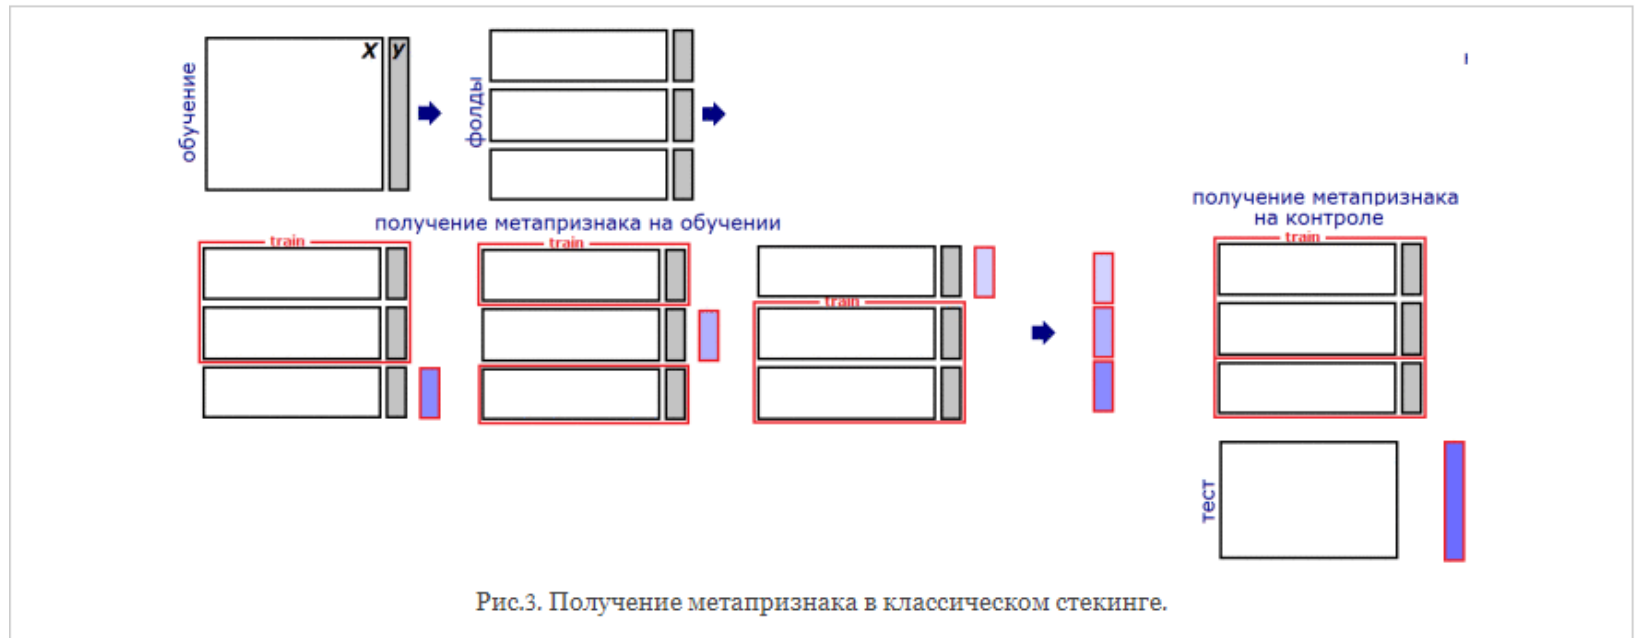 обучение
X y
фолды
получение метапризнака на обучении
train
train
train
получение метапризнака
на контроле
train
тест
Рис.3. Получение метапризнака в классическом стекинге.